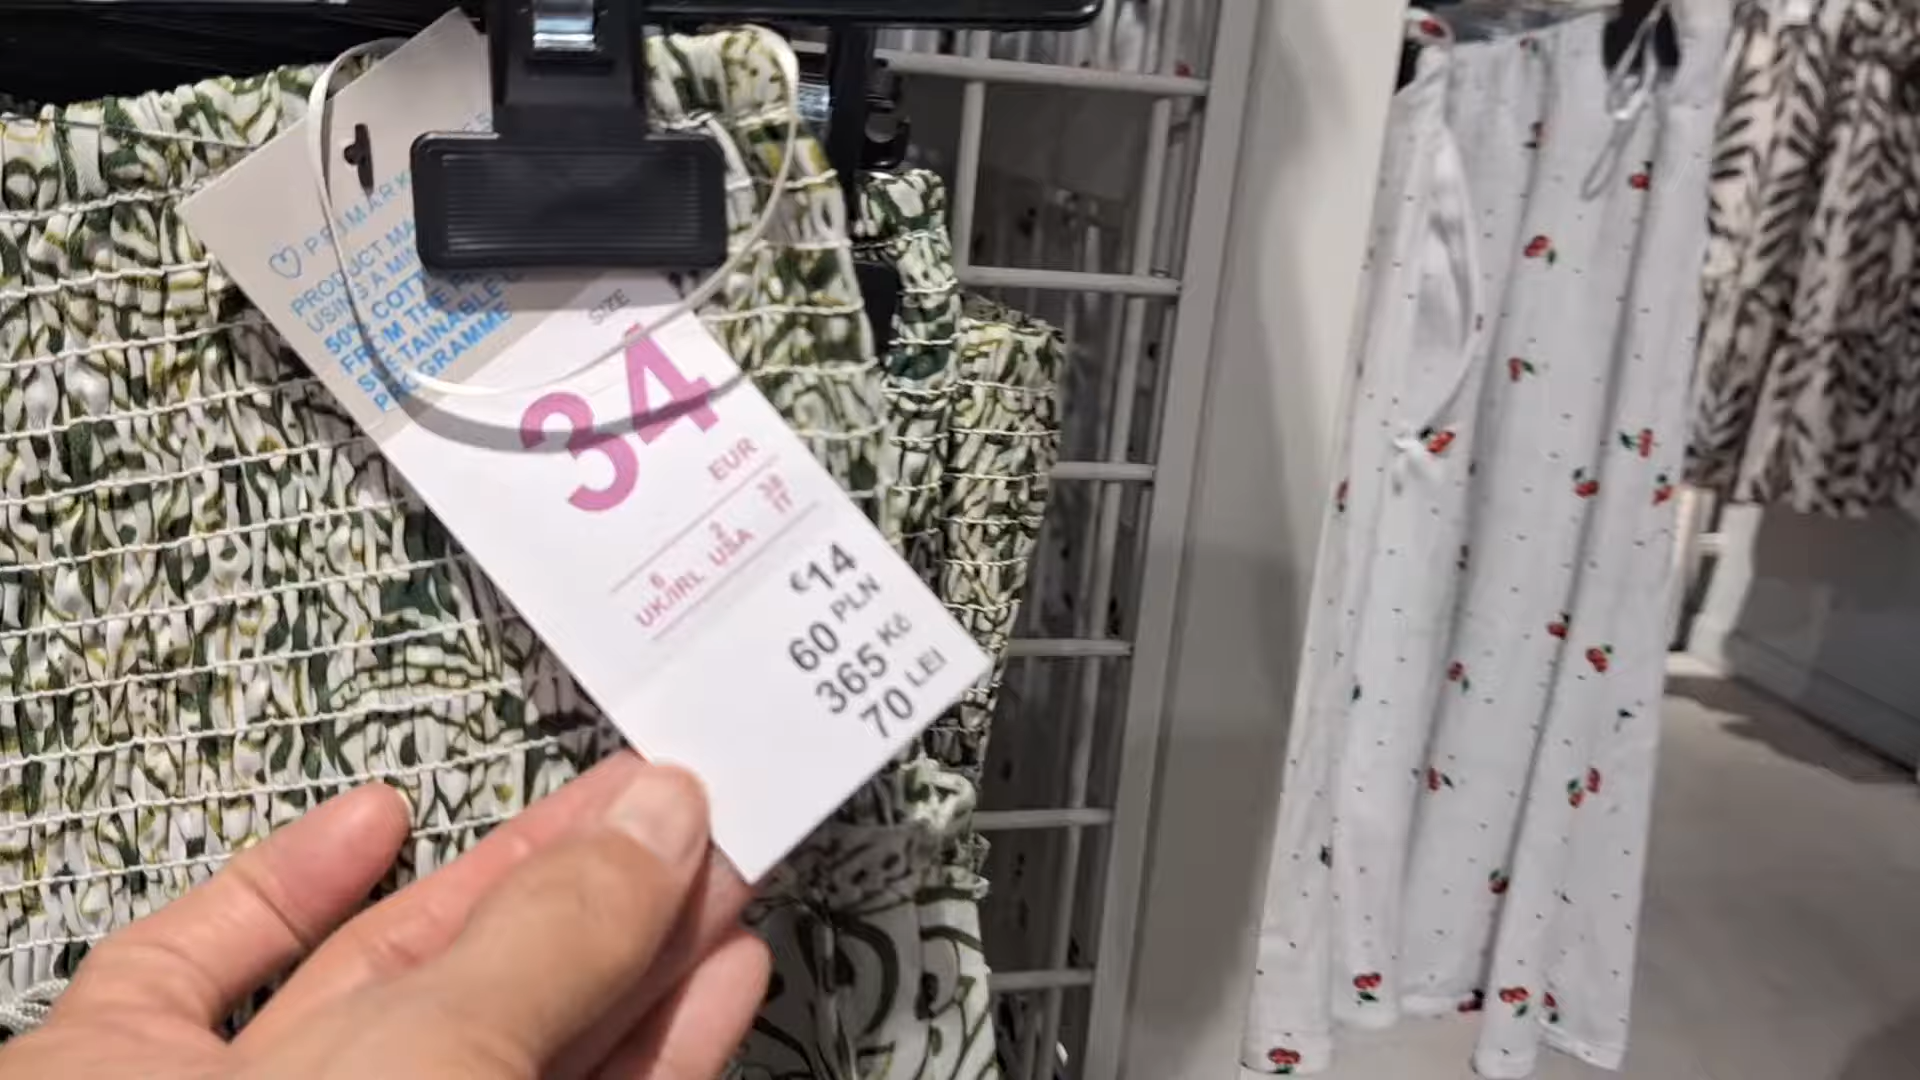 PRIMARK
PRODUCT MA
USING A MI
50% COTT
FROM THE PR
SUSTAINABLE
PROGRAMME
SIZE
34
EUR
6 2 38
UK/IRL USA IT
€14
60 PLN
365 Kč
70 LEI